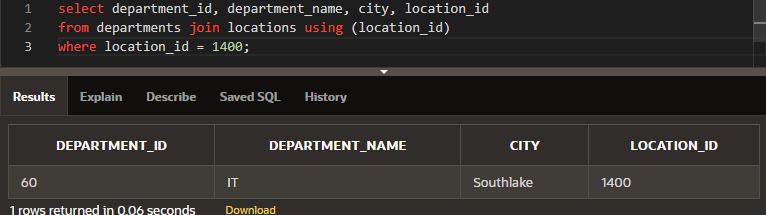 1 select department_id, department_name, city, location_id
2 from departments join locations using (location_id)
3 where location_id = 1400;
Results Explain Describe Saved SQL History
DEPARTMENT_ID DEPARTMENT_NAME CITY LOCATION_ID
60 IT Southlake 1400
1 rows returned in 0.06 seconds Download